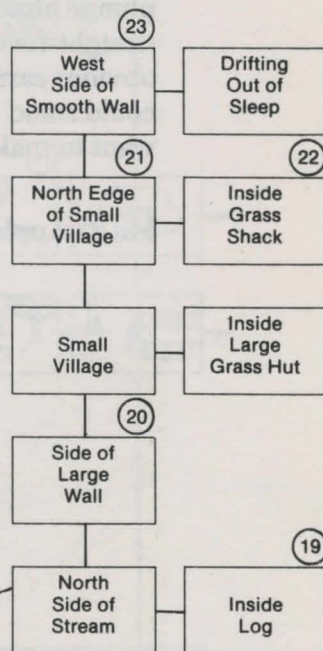 23
West
Side of
Smooth Wall
Drifting
Out of
Sleep
21
North Edge
of Small
Village
22
Inside
Grass
Shack
Small
Village
Inside
Large
Grass Hut
20
Side of
Large
Wall
North
Side of
Stream
19
Inside
Log